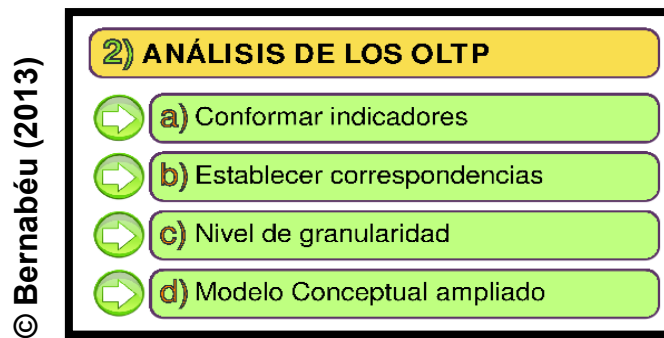 © Bernabéu (2013)
2) ANÁLISIS DE LOS OLTP
a) Conformar indicadores
b) Establecer correspondencias
c) Nivel de granularidad
d) Modelo Conceptual ampliado